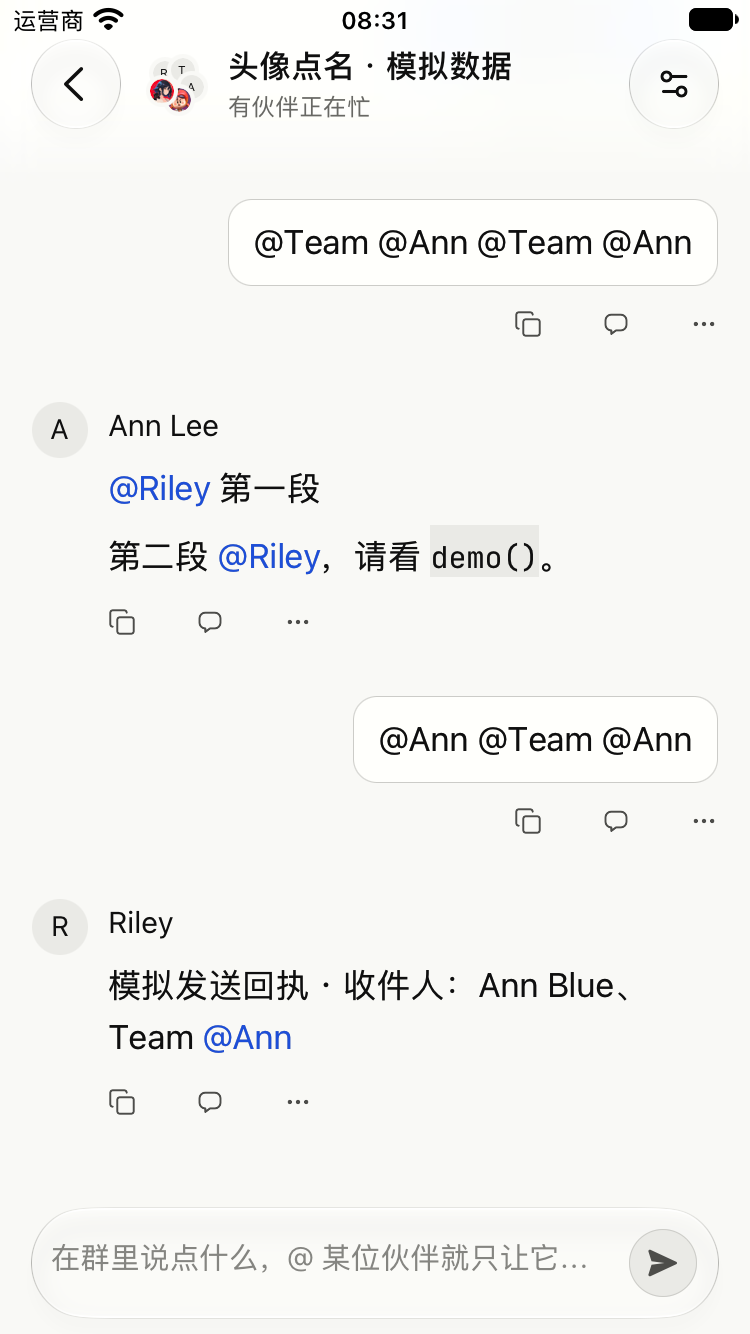 运营商
08:31
R T A
头像点名 · 模拟数据
有伙伴正在忙
@Team @Ann @Team @Ann
A
Ann Lee
@Riley 第一段
第二段 @Riley，请看 demo()。
@Ann @Team @Ann
R
Riley
模拟发送回执 · 收件人：Ann Blue、
Team @Ann
在群里说点什么，@ 某位伙伴就只让它…